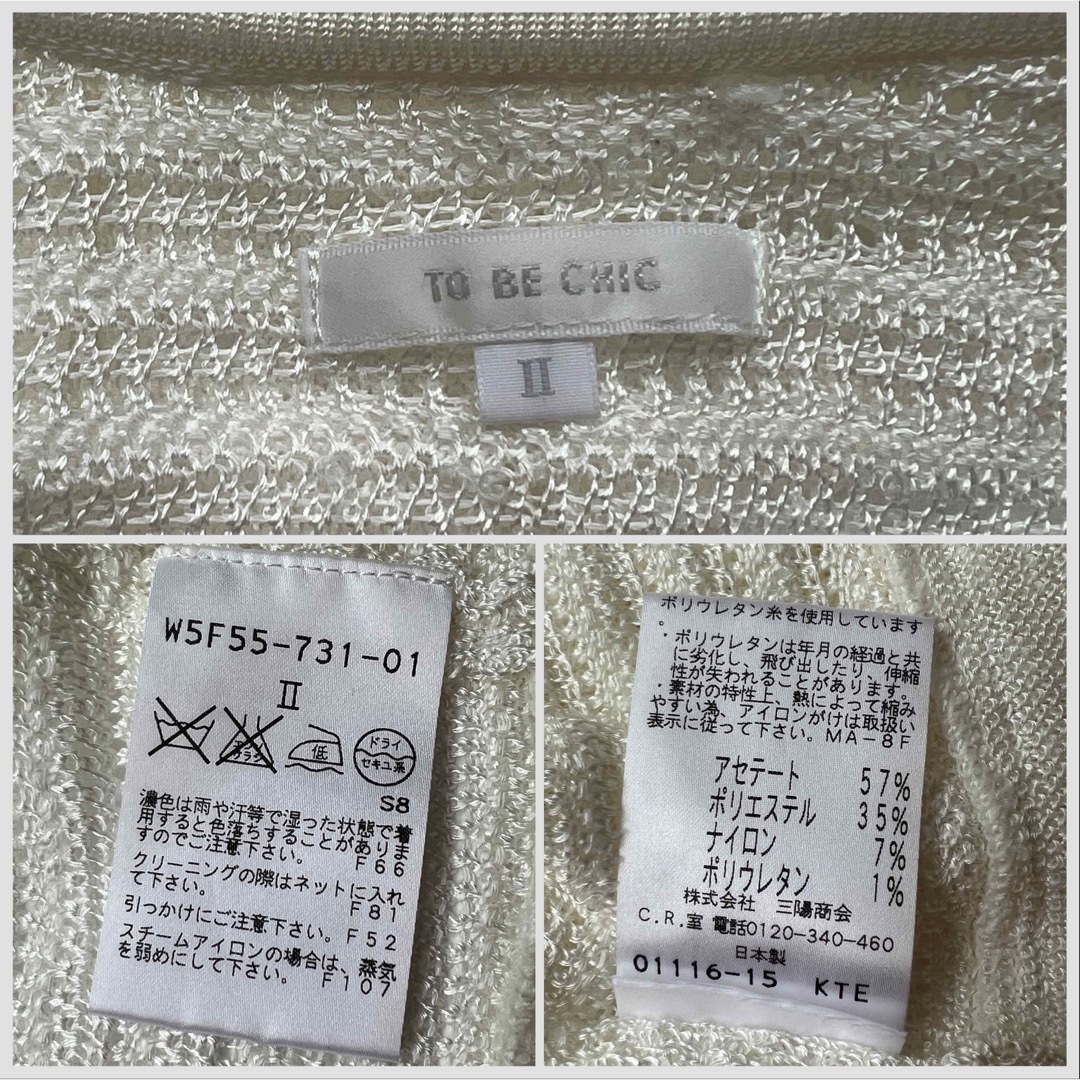 TO BE CHIC
II
W5F55-731-01
II
エンソ
サラシ
低
ドライ
セキユ系
S8
濃色は雨や汗等で湿った状態で着
用すると色落ちすることがありま
すのでご注意下さい。 F66
クリーニングの際はネットに入れ
て下さい。 F81
引っかけにご注意下さい。F52
スチームアイロンの場合は、蒸気
を弱めにして下さい。 F107
ポリウレタン糸を使用しています
。
・ポリウレタンは年月の経過と共
に劣化し、飛び出したり、伸縮
性が失われることがあります。
・素材の特性上、熱によって縮み
やすい為、アイロンがけは取扱い
表示に従って下さい。MA-8F
アセテート 57%
ポリエステル 35%
ナイロン 7%
ポリウレタン 1%
株式会社 三陽商会
C.R.室 電話0120-340-460
日本製
01116-15 KTE